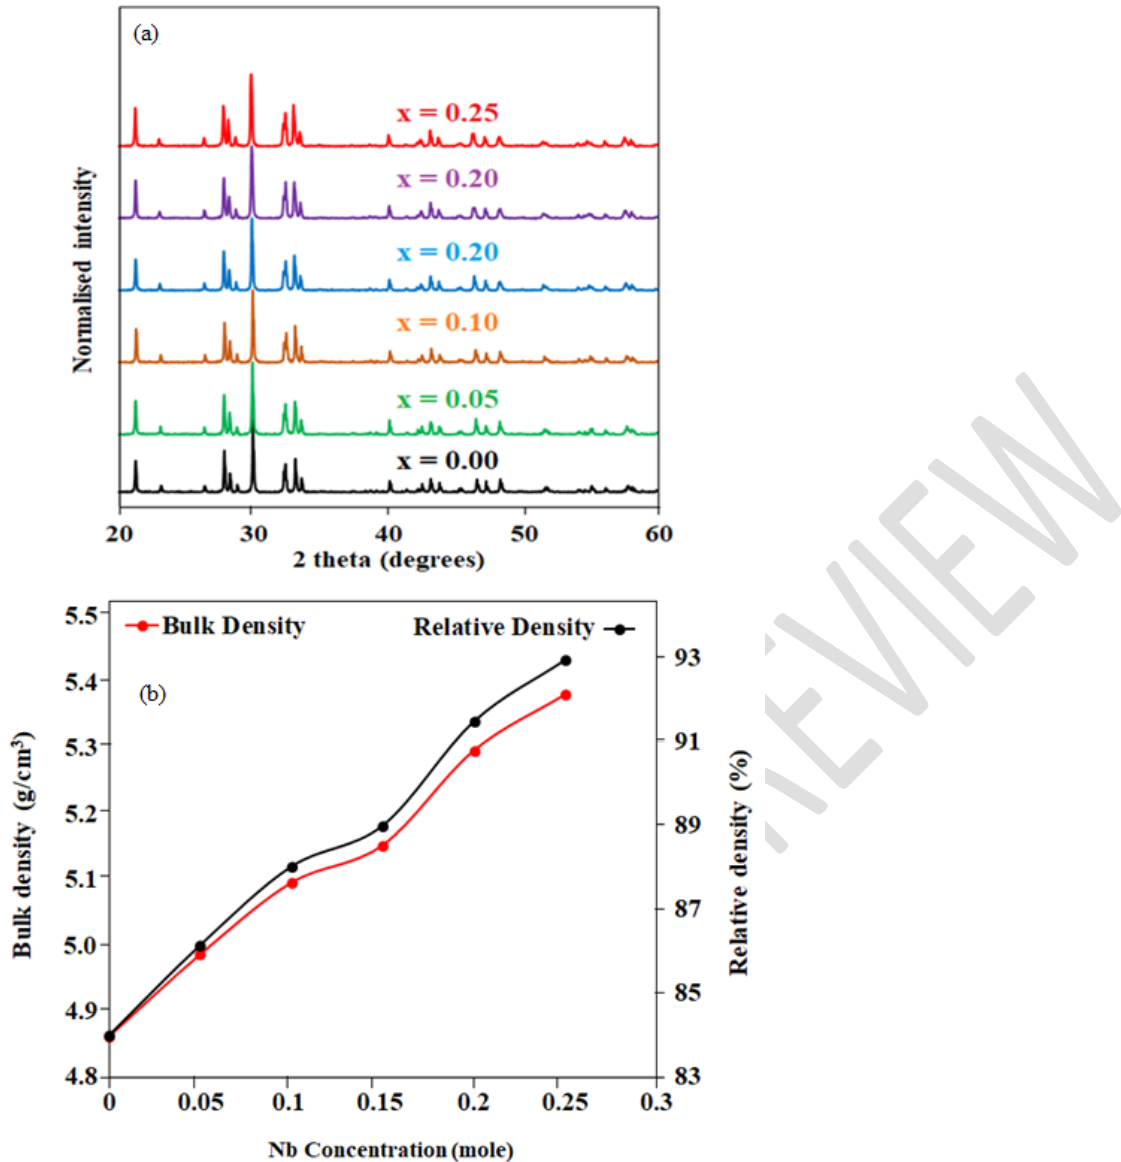 (a)
x = 0.25
x = 0.20
x = 0.20
x = 0.10
x = 0.05
x = 0.00
Normalised intensity
20 30 40 50 60
2 theta (degrees)
Bulk Density
Relative Density
(b)
5.5
5.4
5.3
5.2
5.1
5.0
4.9
4.8
Bulk density (g/cm³)
93
91
89
87
85
83
Relative density (%)
0 0.05 0.1 0.15 0.2 0.25 0.3
Nb Concentration (mole)
REVIEW